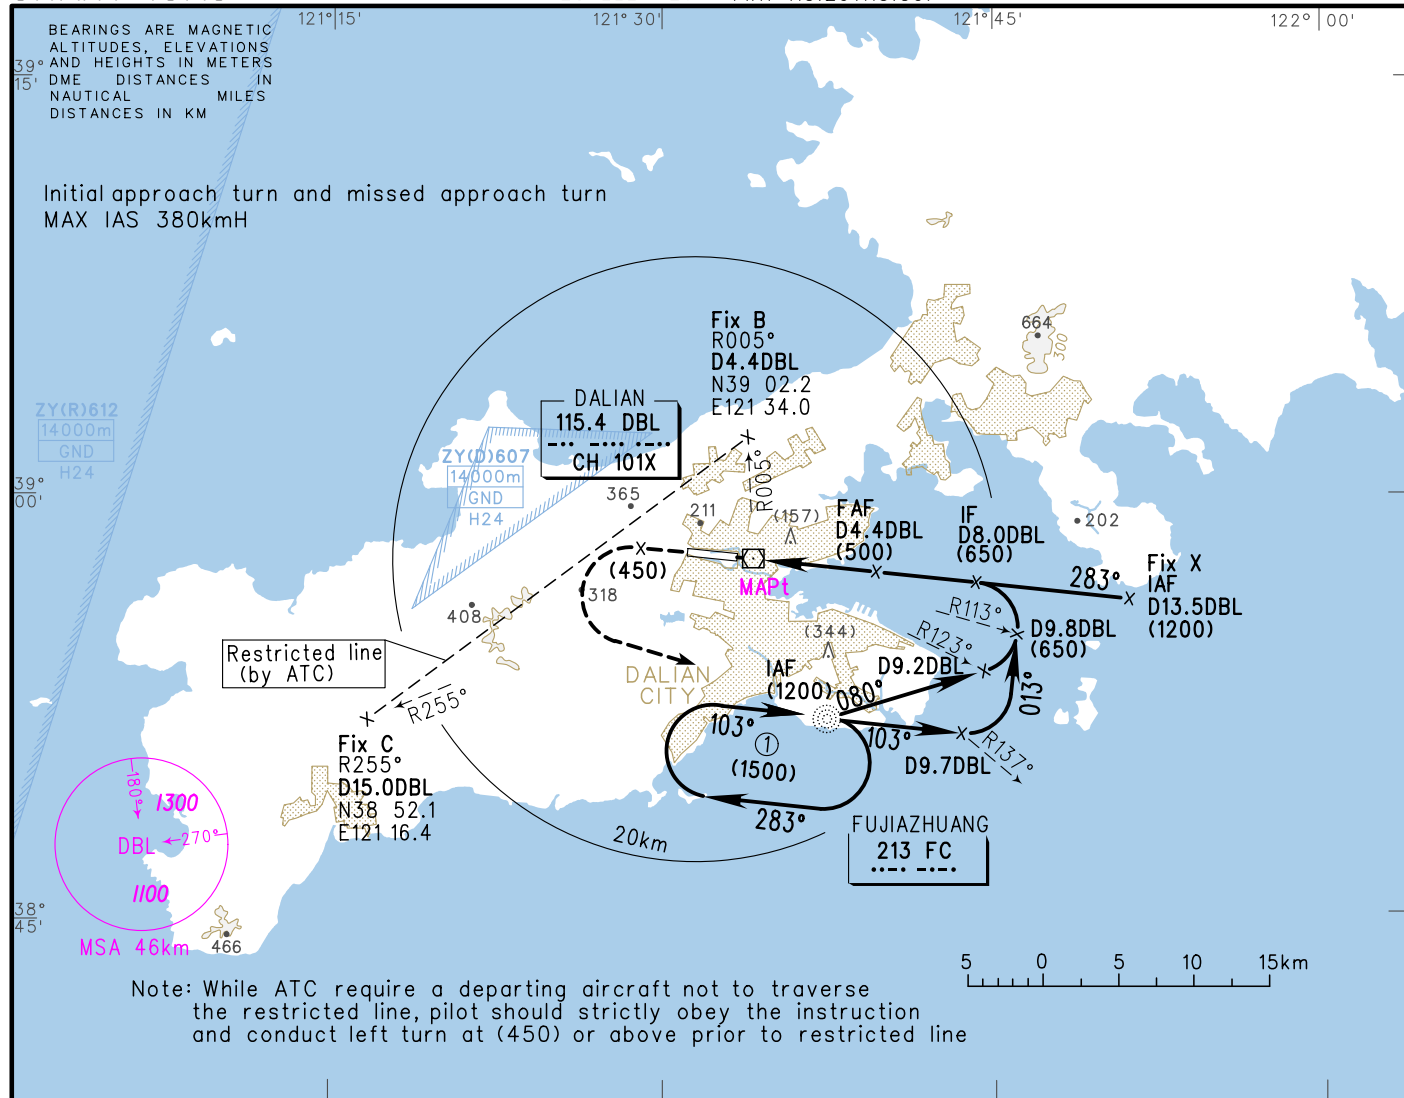 121° 15'
121° 30'
121° 45'
122° 00'
BEARINGS ARE MAGNETIC
ALTITUDES, ELEVATIONS
AND HEIGHTS IN METERS
DME DISTANCES IN
NAUTICAL MILES
DISTANCES IN KM
39°
15'
Initial approach turn and missed approach turn
MAX IAS 380kmH
Fix B
R005°
D4.4DBL
N39 02.2
E121 34.0
664
300
DALIAN
115.4 DBL
CH 101X
ZY(R)612
14000m
GND
H24
ZY(D)607
14000m
GND
H24
39°
00'
365
211
R005°
(157)
FAF
D4.4DBL
(500)
IF
D8.0DBL
(650)
202
Fix X
IAF
D13.5DBL
(1200)
283°
(450)
MAPt
318
408
R113°
R123°
D9.8DBL
(650)
(344)
Restricted line
(by ATC)
DALIAN
CITY
IAF
(1200)
080°
D9.2DBL
013°
R255°
103°
103°
R137°
1
(1500)
D9.7DBL
Fix C
R255°
D15.0DBL
N38 52.1
E121 16.4
180°
1300
DBL
270°
1100
MSA 46km
283°
20km
FUJIAZHUANG
213 FC
38°
45'
466
5 0 5 10 15km
Note: While ATC require a departing aircraft not to traverse
the restricted line, pilot should strictly obey the instruction
and conduct left turn at (450) or above prior to restricted line